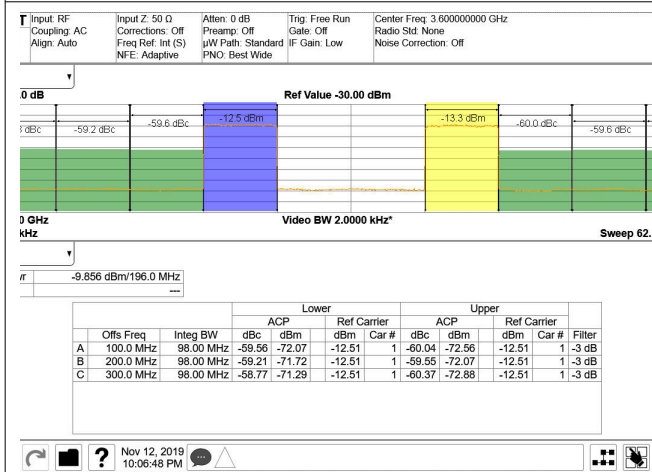 Input: RF Input Z: 50 Ω Atten: 0 dB Trig: Free Run Center Freq: 3.600000000 GHz
Coupling: AC Corrections: Off Preamp: Off Gate: Off Radio Std: None
Align: Auto Freq Ref: Int (S) µW Path: Standard IF Gain: Low Noise Correction: Off
NFE: Adaptive PNO: Best Wide
.0 dB Ref Value -30.00 dBm
dBc -59.2 dBc -59.6 dBc -12.5 dBm -13.3 dBm -60.0 dBc -59.6 dBc
GHz Video BW 2.0000 kHz*
kHz Sweep 62.
-9.856 dBm/196.0 MHz
---
Lower Upper
ACP Ref Carrier ACP Ref Carrier
Offs Freq Integ BW dBc dBm dBm Car # dBc dBm dBm Car # Filter
A 100.0 MHz 98.00 MHz -59.56 -72.07 -12.51 1 -60.04 -72.56 -12.51 1 -3 dB
B 200.0 MHz 98.00 MHz -59.21 -71.72 -12.51 1 -59.55 -72.07 -12.51 1 -3 dB
C 300.0 MHz 98.00 MHz -58.77 -71.29 -12.51 1 -60.37 -72.88 -12.51 1 -3 dB
? Nov 12, 2019
10:06:48 PM